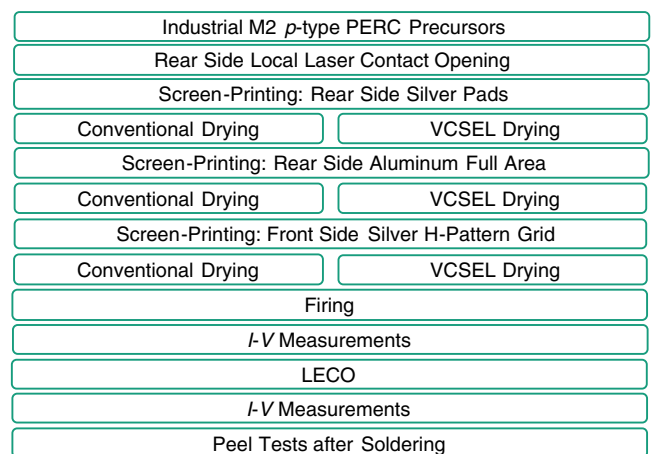 Industrial M2 p-type PERC Precursors
Rear Side Local Laser Contact Opening
Screen-Printing: Rear Side Silver Pads
Conventional Drying VCSEL Drying
Screen-Printing: Rear Side Aluminum Full Area
Conventional Drying VCSEL Drying
Screen-Printing: Front Side Silver H-Pattern Grid
Conventional Drying VCSEL Drying
Firing
I-V Measurements
LECO
I-V Measurements
Peel Tests after Soldering